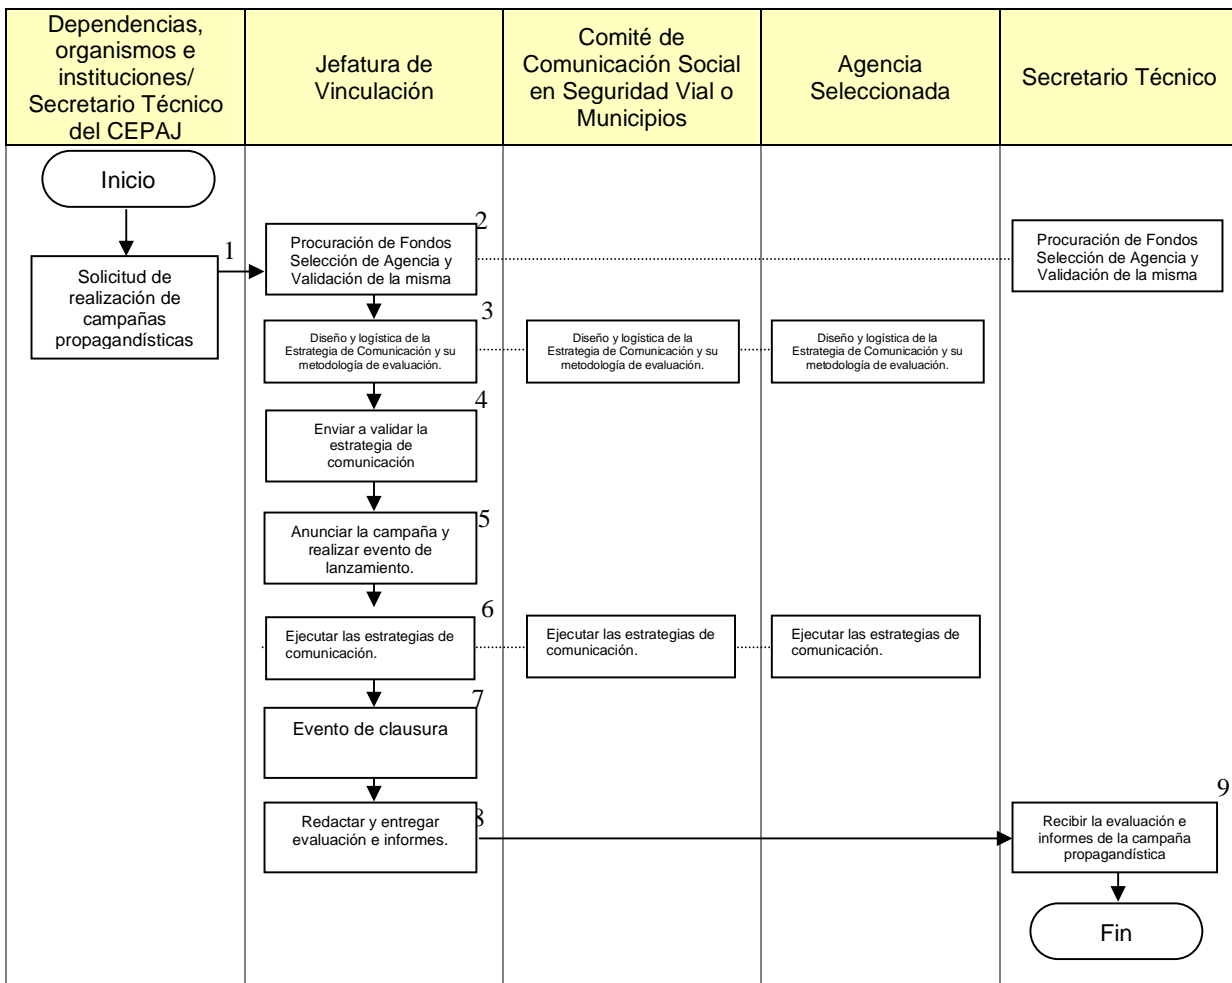 Dependencias,
organismos e
instituciones/
Secretario Técnico
del CEPAJ
Jefatura de
Vinculación
Comité de
Comunicación Social
en Seguridad Vial o
Municipios
Agencia
Seleccionada
Secretario Técnico
Inicio
1
Solicitud de
realización de
campañas
propagandísticas
2
Procuración de Fondos
Selección de Agencia y
Validación de la misma
Procuración de Fondos
Selección de Agencia y
Validación de la misma
3
Diseño y logística de la
Estrategia de Comunicación y su
metodología de evaluación.
Diseño y logística de la
Estrategia de Comunicación y su
metodología de evaluación.
Diseño y logística de la
Estrategia de Comunicación y su
metodología de evaluación.
4
Enviar a validar la
estrategia de
comunicación
5
Anunciar la campaña y
realizar evento de
lanzamiento.
6
Ejecutar las estrategias de
comunicación.
Ejecutar las estrategias de
comunicación.
Ejecutar las estrategias de
comunicación.
7
Evento de clausura
8
Redactar y entregar
evaluación e informes.
9
Recibir la evaluación e
informes de la campaña
propagandística
Fin